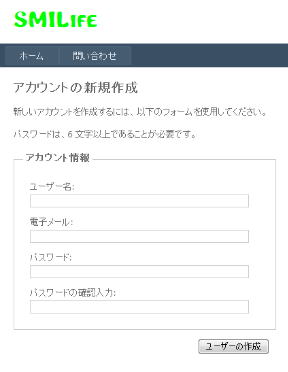 SMILIFE
ホーム 問い合わせ
アカウントの新規作成
新しいアカウントを作成するには、以下のフォームを使用してください。
パスワードは、6 文字以上であることが必要です。
アカウント情報
ユーザー名:
電子メール:
パスワード:
パスワードの確認入力:
ユーザーの作成